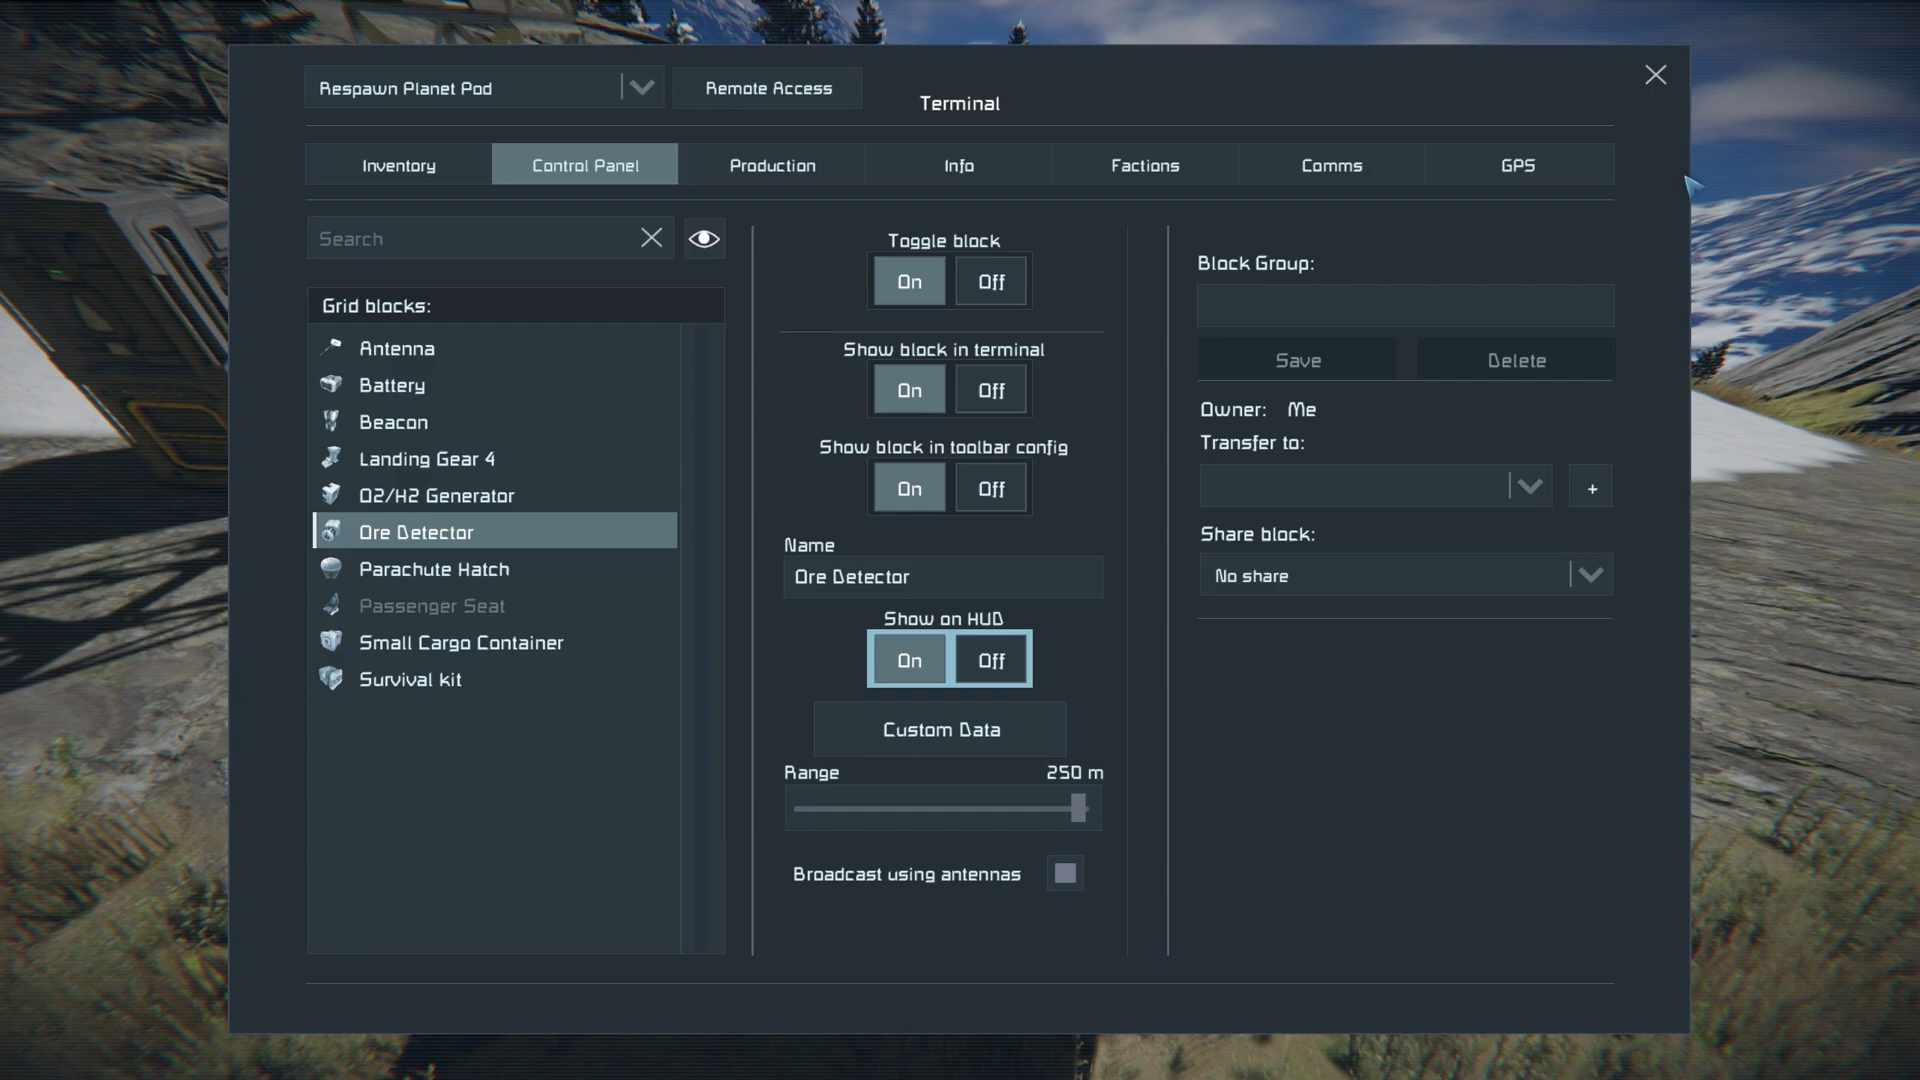 Respawn Planet Pod
Remote Access
Terminal
Inventory
Control Panel
Production
Info
Factions
Comms
GPS
Search
Grid blocks:
Antenna
Battery
Beacon
Landing Gear 4
O2/H2 Generator
Ore Detector
Parachute Hatch
Passenger Seat
Small Cargo Container
Survival kit
Toggle block
On Off
Show block in terminal
On Off
Show block in toolbar config
On Off
Name
Ore Detector
Show on HUD
On Off
Custom Data
Range 250 m
Broadcast using antennas
Block Group:
Save Delete
Owner: Me
Transfer to:
+
Share block:
No share